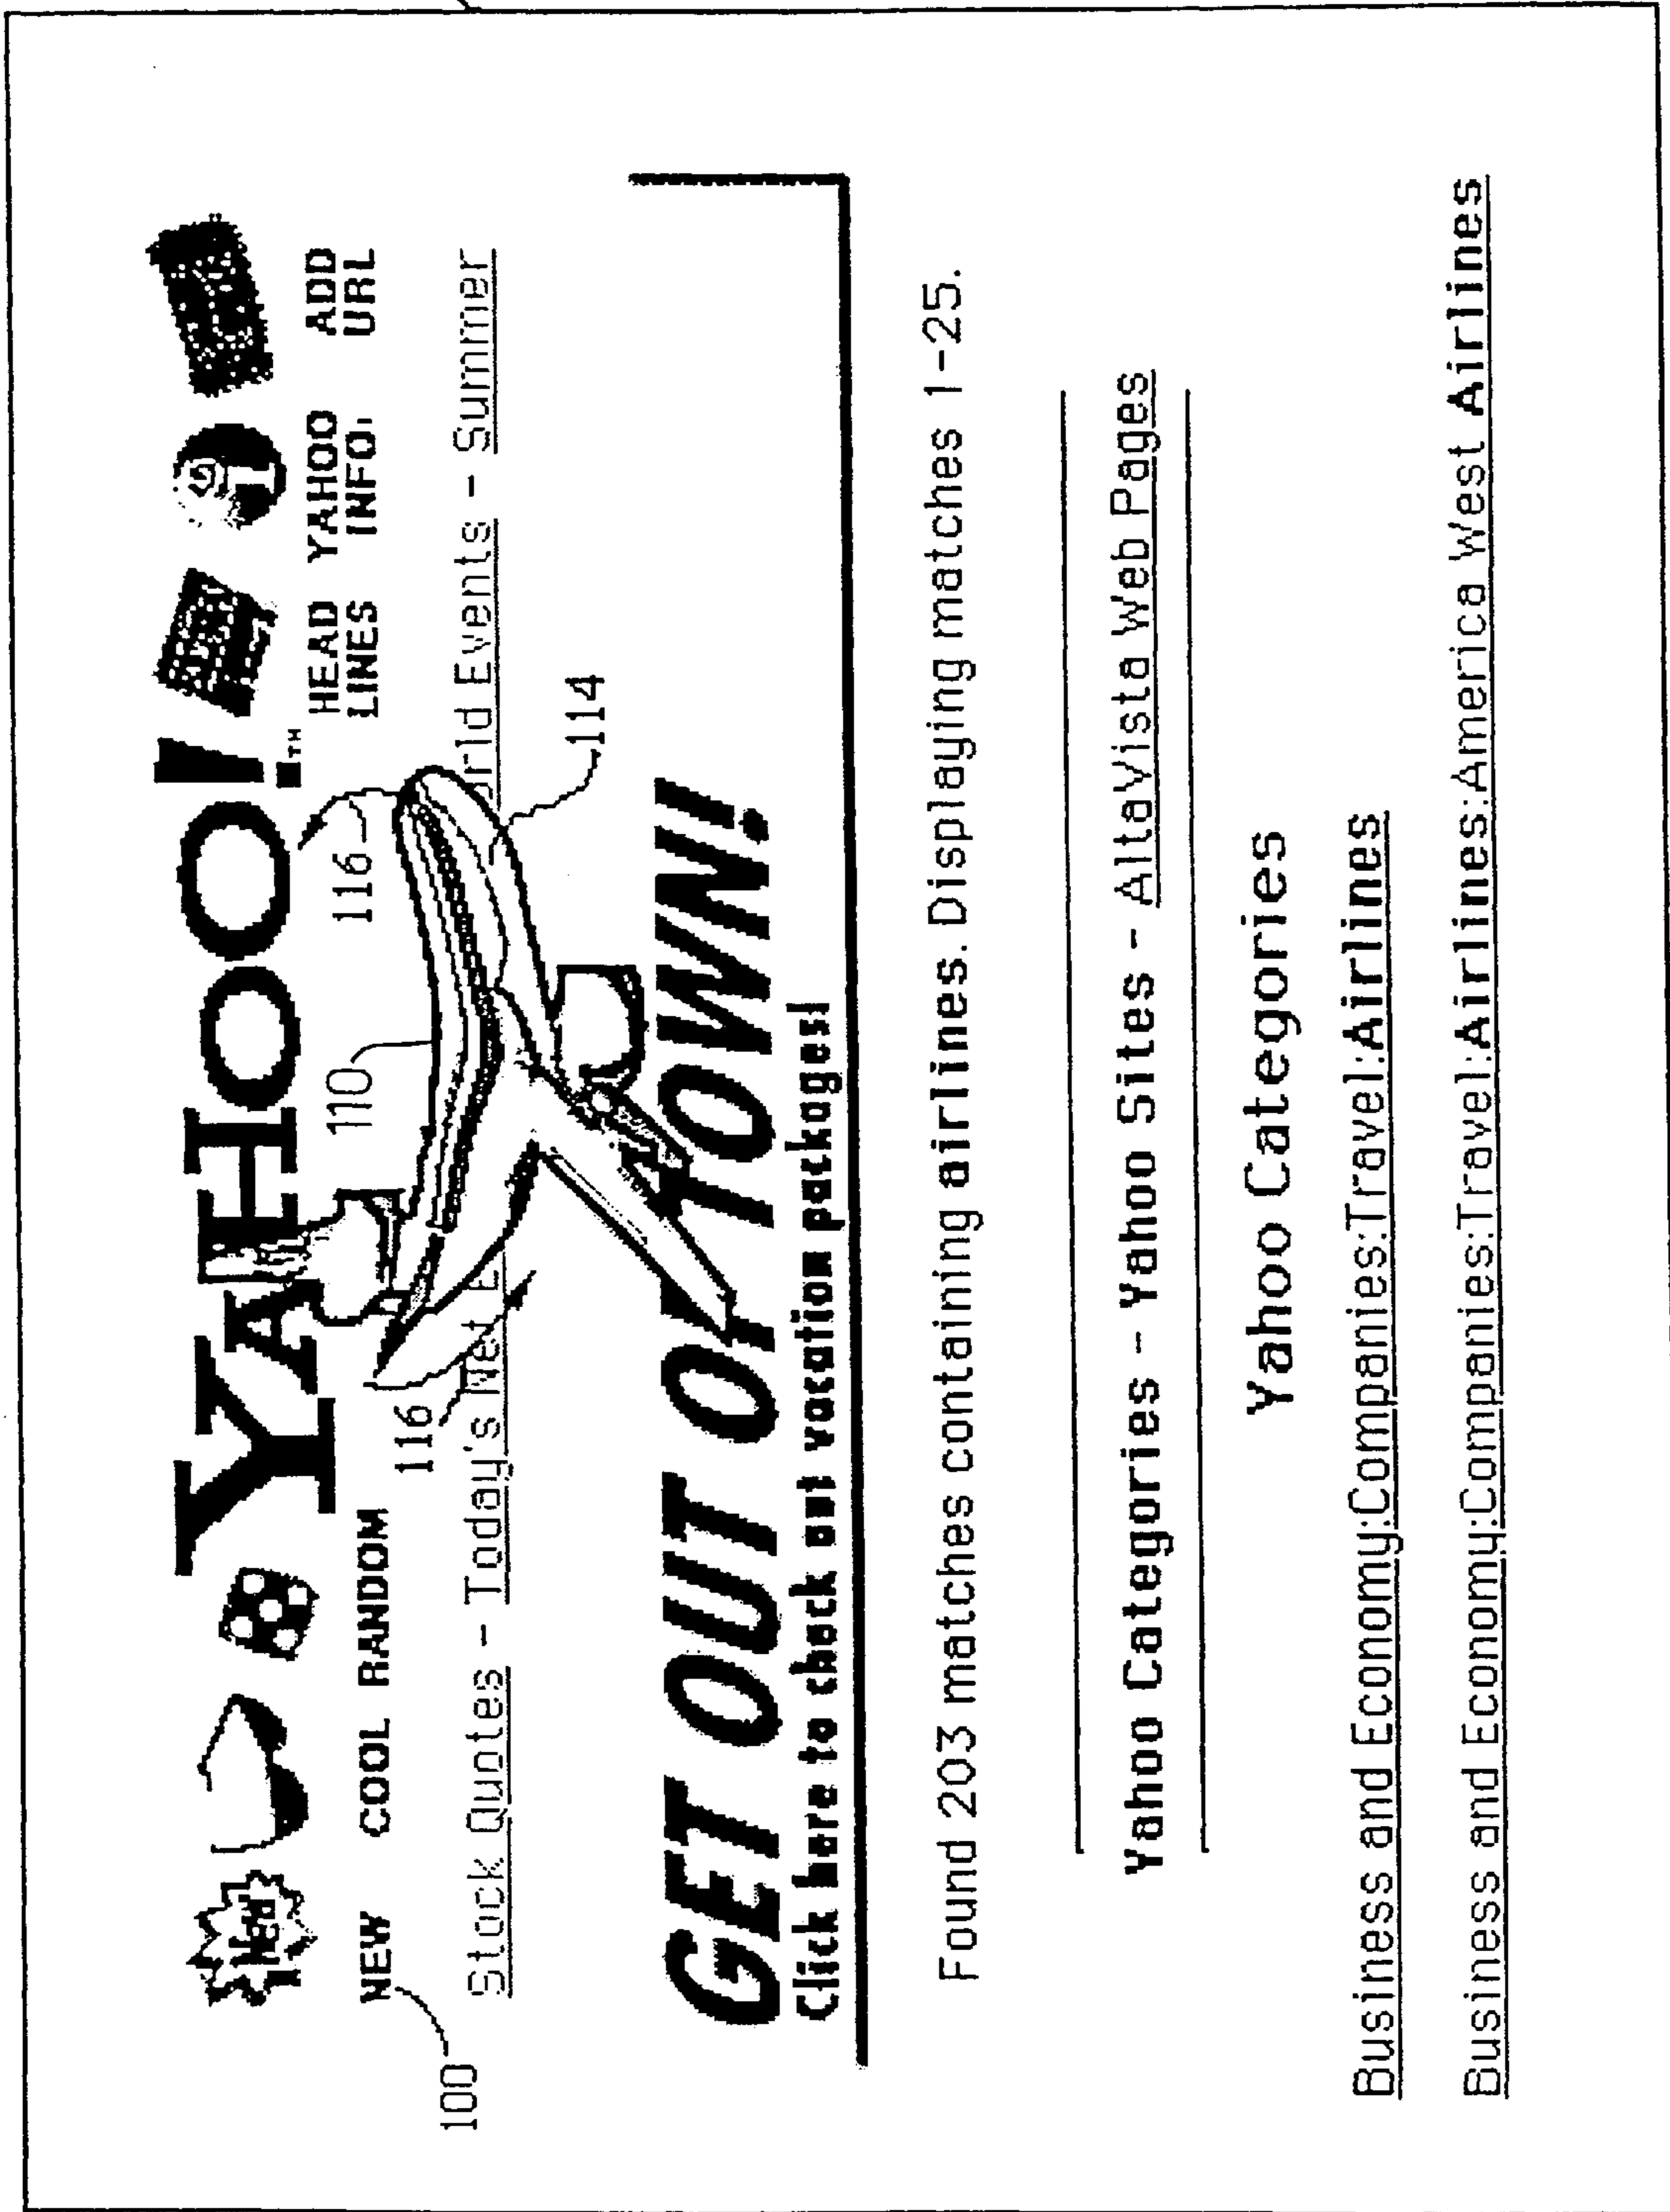 YAHOO!™
New
NEW COOL RANDOM HEAD LINES YAHOO INFO. ADD URL
100
116
110
116
114
Stock Quotes - Today's Net E orld Events - Summer
GET OUT OF TOWN!
Click here to check out vacation packages!
Found 203 matches containing airlines. Displaying matches 1-25.
Yahoo Categories - Yahoo Sites - AltaVista Web Pages
Yahoo Categories
Business and Economy:Companies:Travel:Airlines
Business and Economy:Companies:Travel:Airlines:America West Airlines